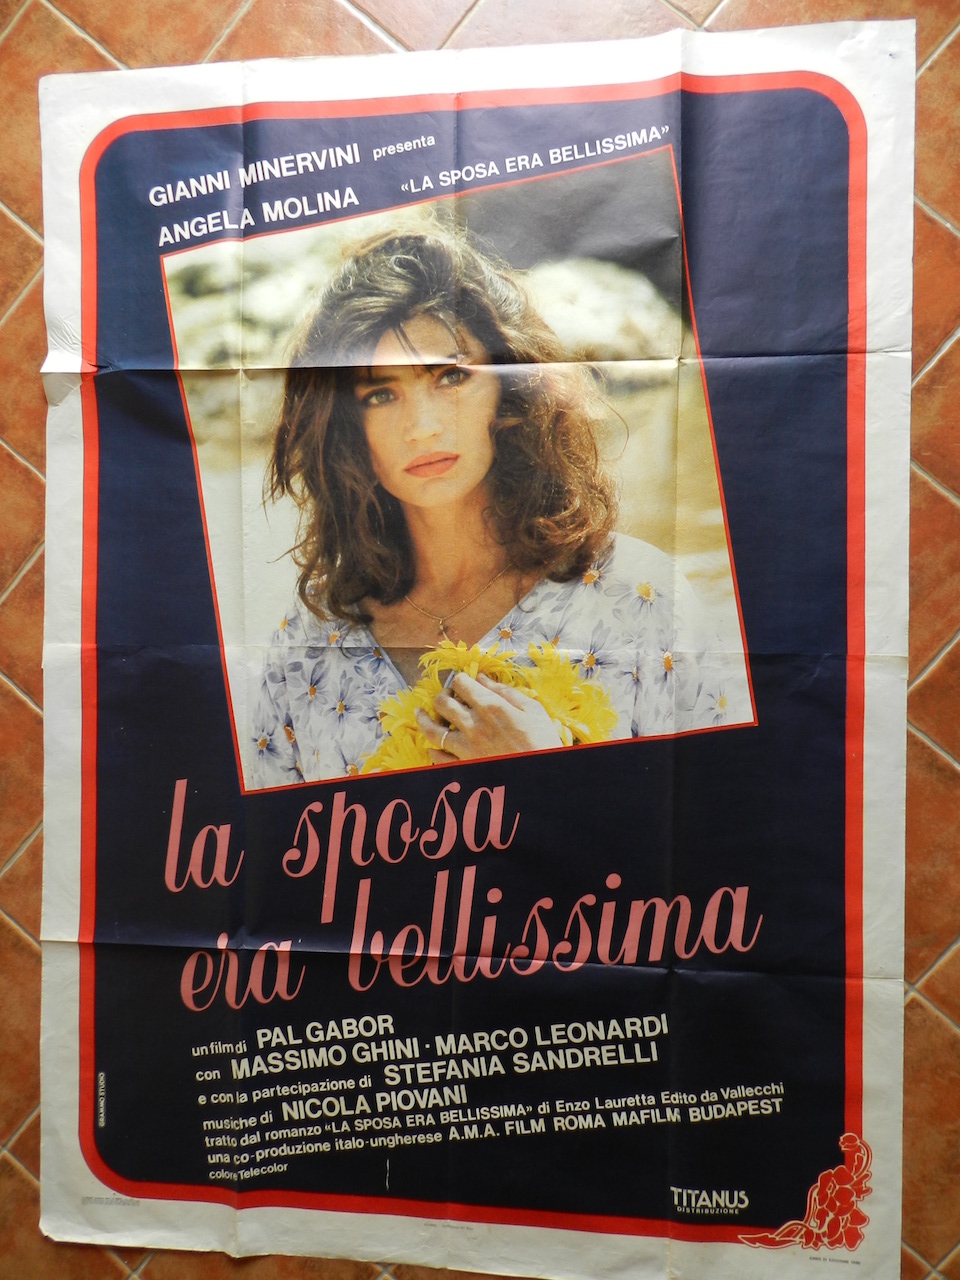 GIANNI MINERVINI presenta
ANGELA MOLINA «LA SPOSA ERA BELLISSIMA»
la sposa
era bellissima
un film di PAL GABOR
con MASSIMO GHINI · MARCO LEONARDI
e con la partecipazione di STEFANIA SANDRELLI
musiche di NICOLA PIOVANI
tratto dal romanzo “LA SPOSA ERA BELLISSIMA” di Enzo Lauretta Edito da Vallecchi
una co-produzione italo-ungherese A.M.A. FILM ROMA MAFILM BUDAPEST
colore Telecolor
TITANUS
DISTRIBUZIONE